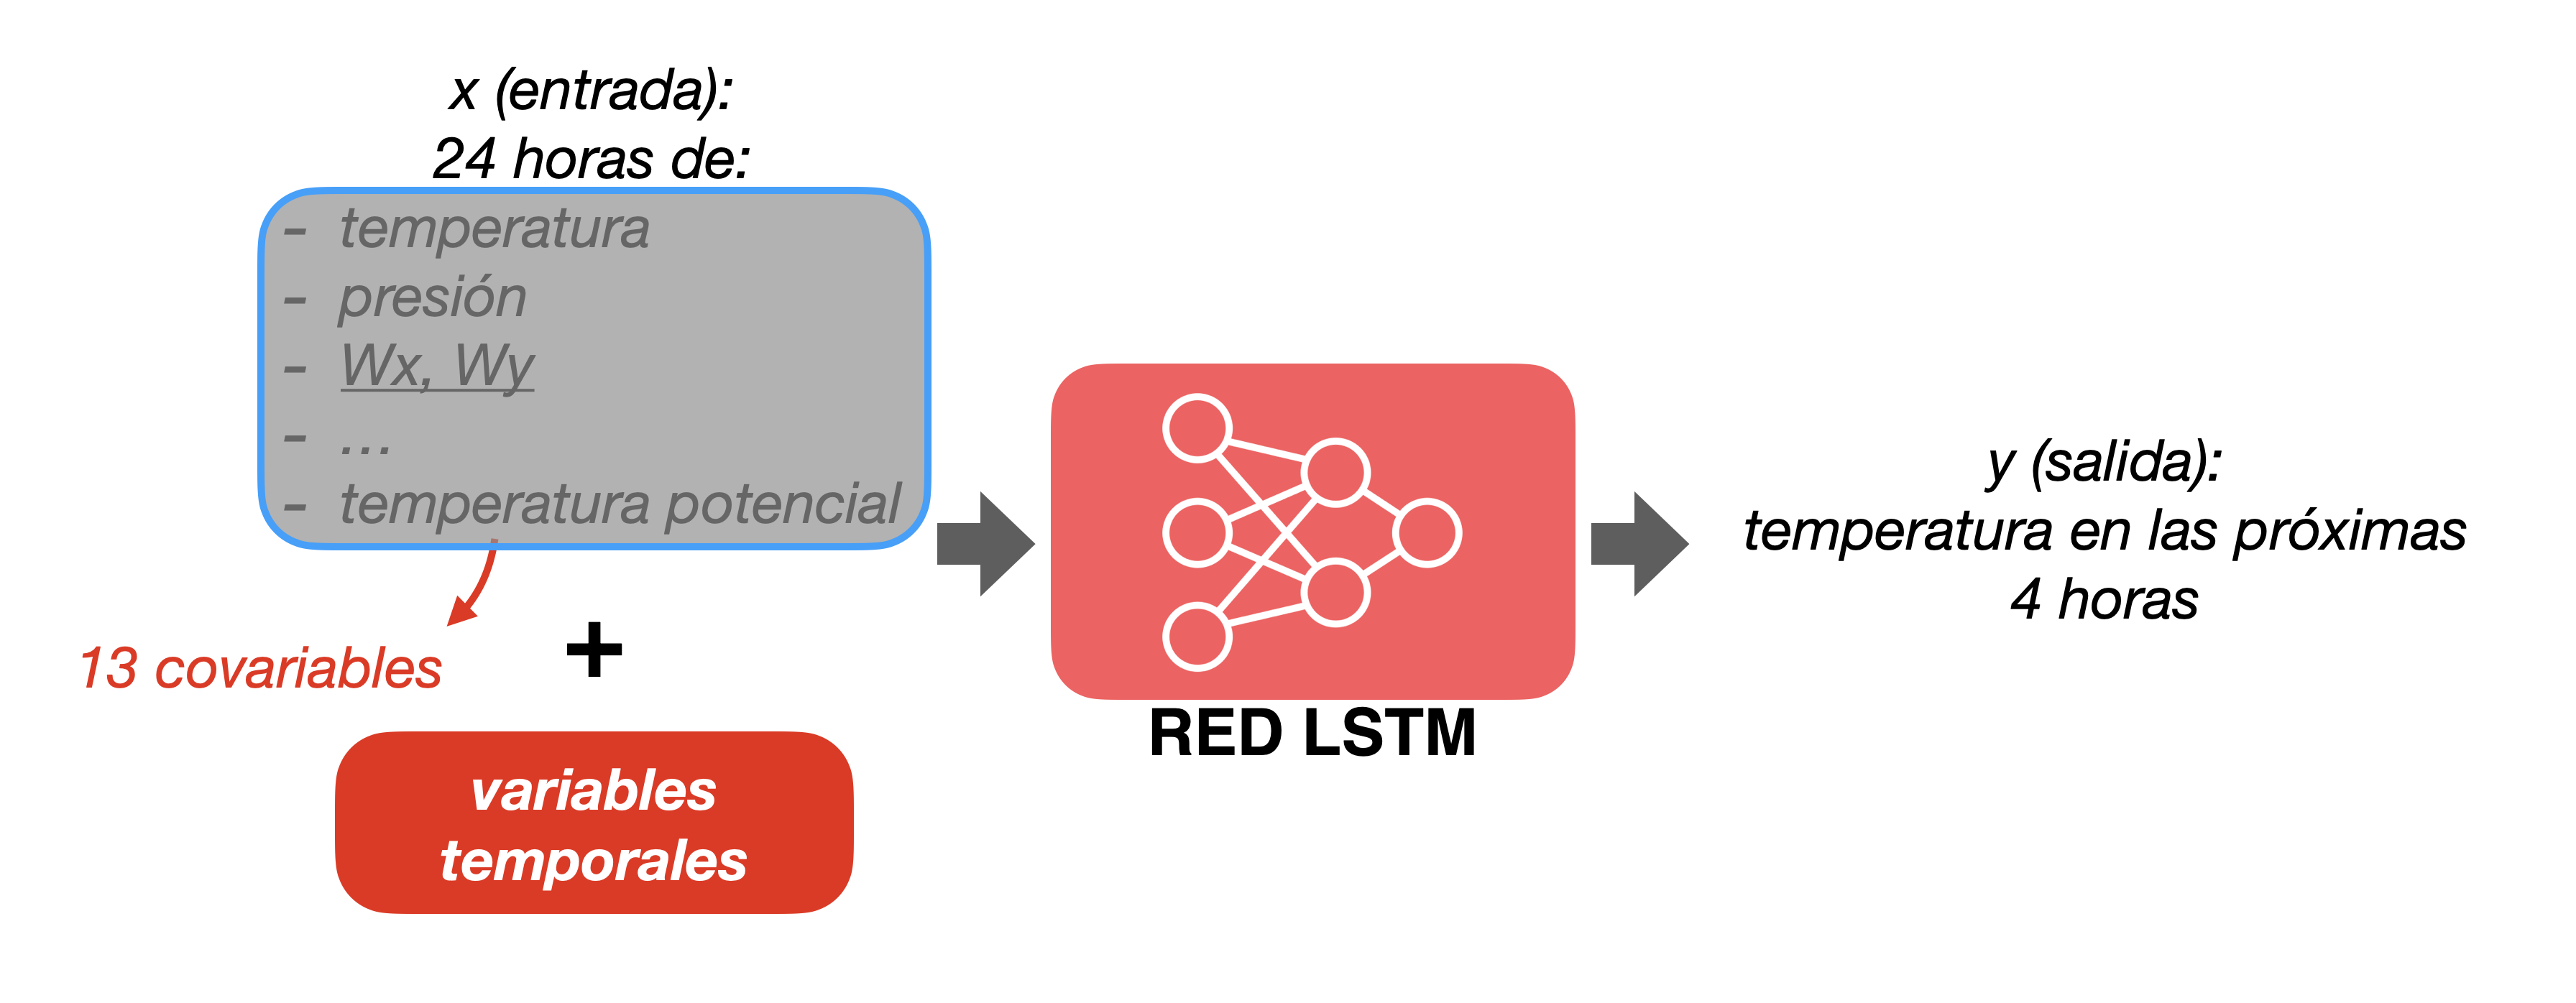 x (entrada):
24 horas de:
- temperatura
- presión
- Wx, Wy
- ...
- temperatura potencial
13 covariables
+
variables
temporales
RED LSTM
y (salida):
temperatura en las próximas
4 horas